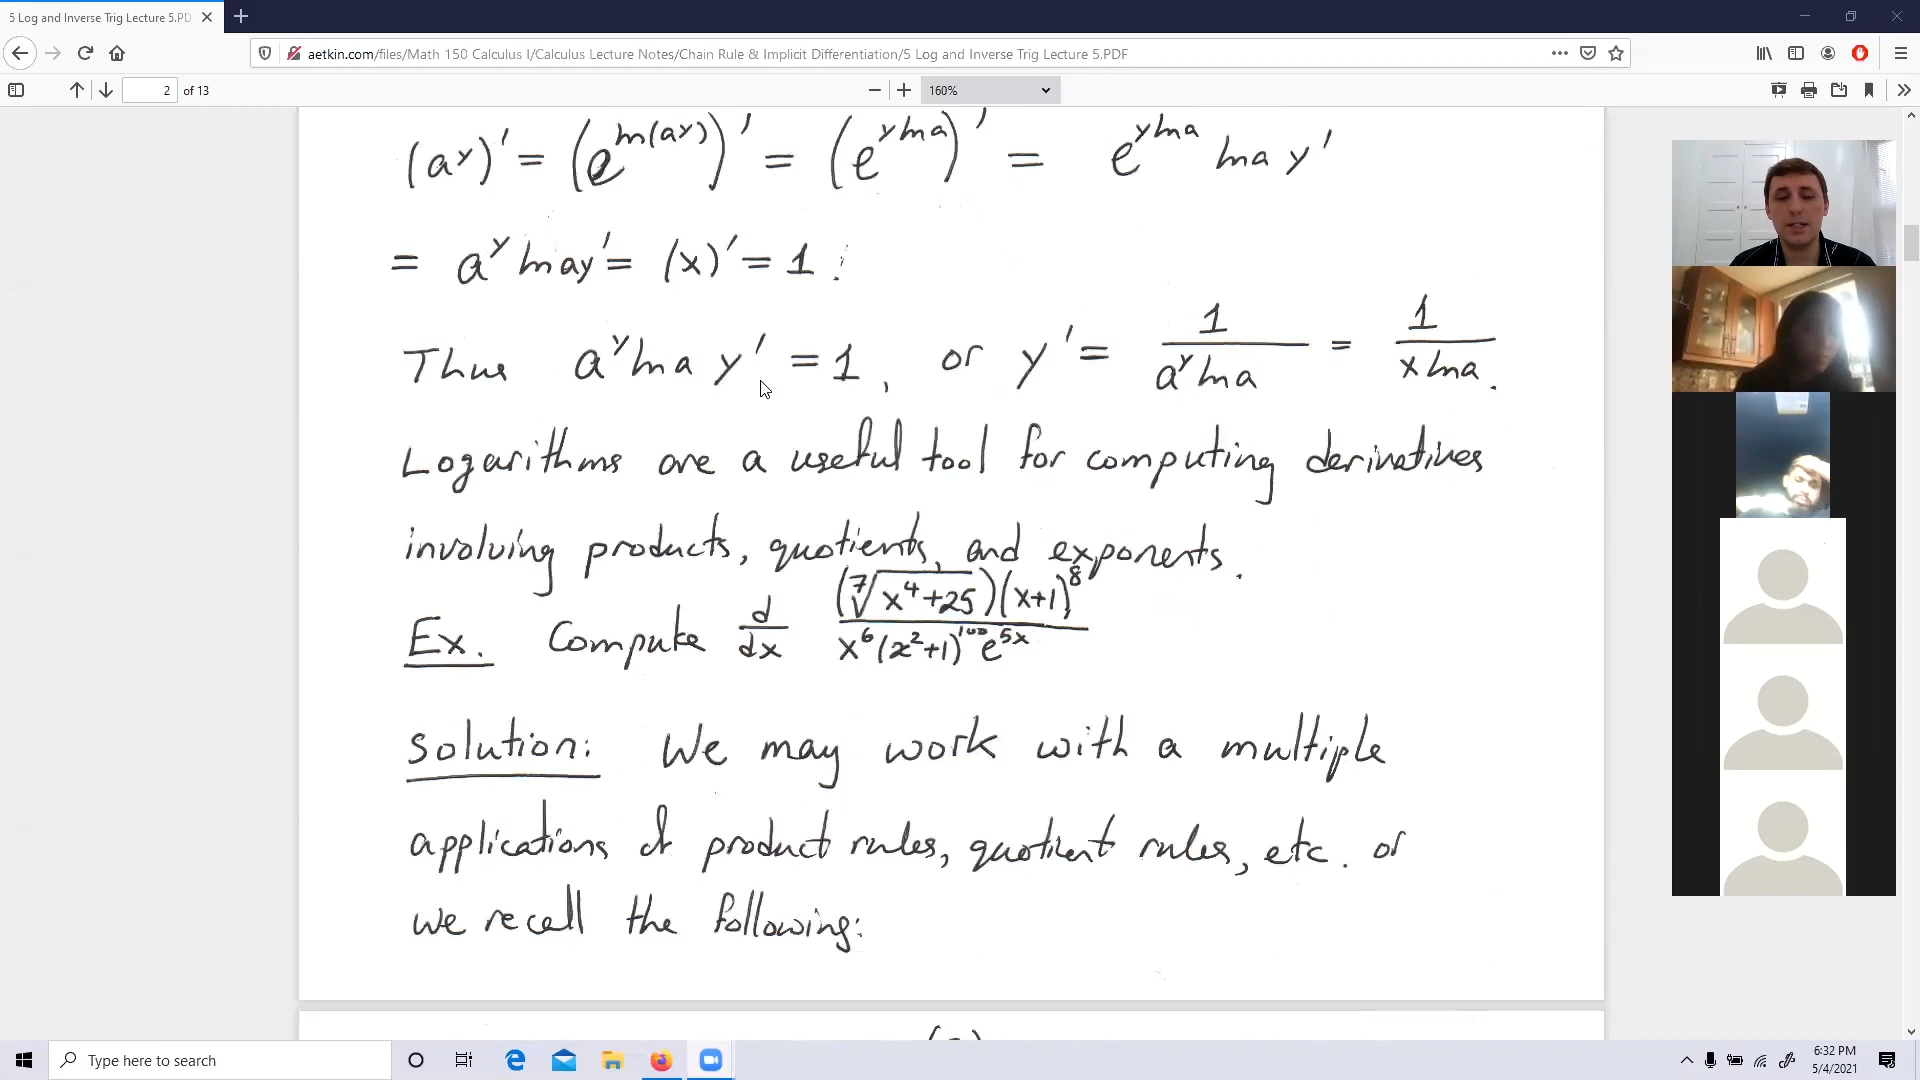 5 Log and Inverse Trig Lecture 5.PD
aetkin.com/files/Math 150 Calculus I/Calculus Lecture Notes/Chain Rule & Implicit Differentiation/5 Log and Inverse Trig Lecture 5.PDF
2 of 13
160%
(a^y)' = (e^{ln(a^y)})' = (e^{y ln a})' = e^{y ln a} ln a y'
= a^y ln a y' = (x)' = 1.
Thus a^y ln a y' = 1, or y' = 1/(a^y ln a) = 1/(x ln a).
Logarithms are a useful tool for computing derivatives
involving products, quotients, and exponents.
Ex. Compute d/dx (⁷√(x⁴+25))(x+1)⁸ / x⁶(x²+1)¹⁰⁰e^{5x}
Solution: We may work with a multiple
applications of product rules, quotient rules, etc. or
we recall the following:
Type here to search
6:32 PM
5/4/2021